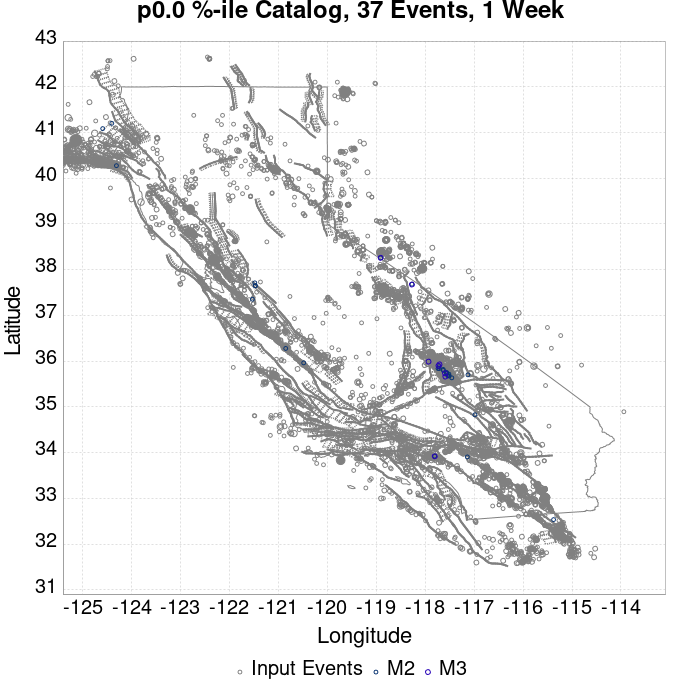 p0.0 %-ile Catalog, 37 Events, 1 Week
43
42
41
40
39
38
37
36
35
34
33
32
31
Latitude
-125 -124 -123 -122 -121 -120 -119 -118 -117 -116 -115 -114
Longitude
Input Events M2 M3